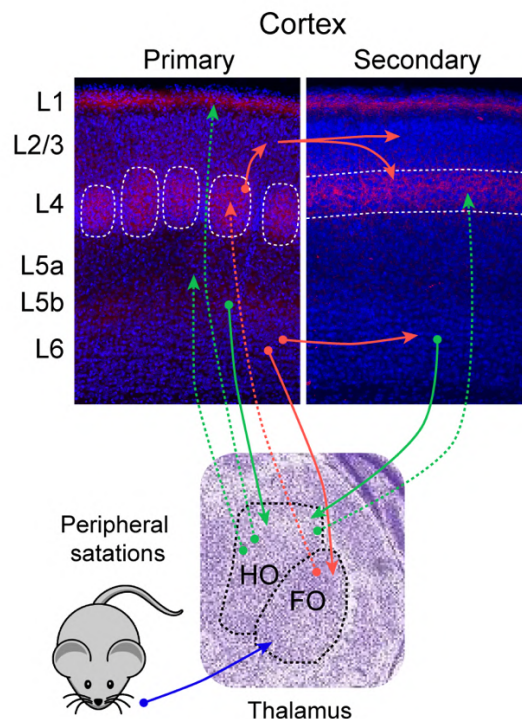 Cortex
Primary
Secondary
L1
L2/3
L4
L5a
L5b
L6
Peripheral
satations
HO
FO
Thalamus